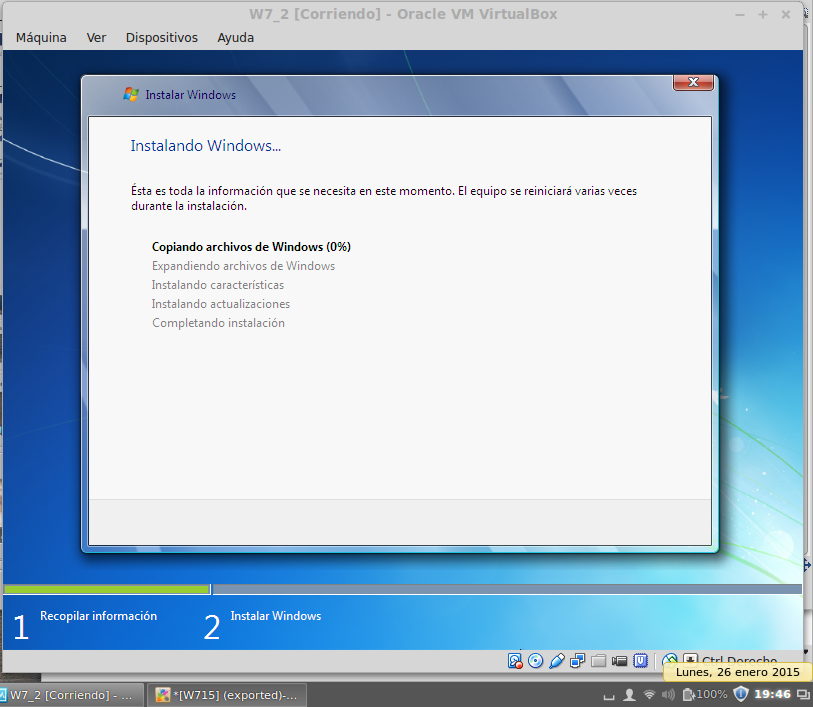 W7_2 [Corriendo] - Oracle VM VirtualBox
Máquina Ver Dispositivos Ayuda
Instalar Windows
Instalando Windows...
Ésta es toda la información que se necesita en este momento. El equipo se reiniciará varias veces
durante la instalación.
Copiando archivos de Windows (0%)
Expandiendo archivos de Windows
Instalando características
Instalando actualizaciones
Completando instalación
1 Recopilar información 2 Instalar Windows
Ctrl Derecho
Lunes, 26 enero 2015
W7_2 [Corriendo] - ... *[W715] (exported)-... 100% 19:46